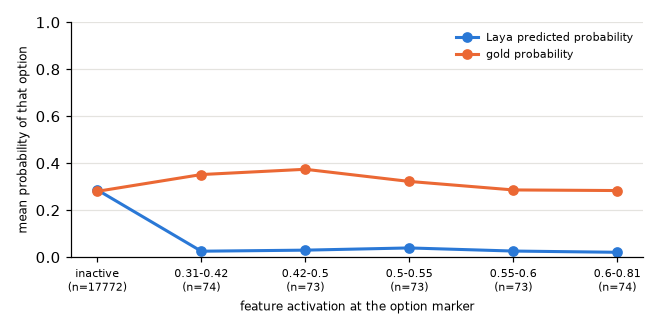 mean probability of that option
1.0
0.8
0.6
0.4
0.2
0.0
Laya predicted probability
gold probability
inactive
(n=17772)
0.31-0.42
(n=74)
0.42-0.5
(n=73)
0.5-0.55
(n=73)
0.55-0.6
(n=73)
0.6-0.81
(n=74)
feature activation at the option marker